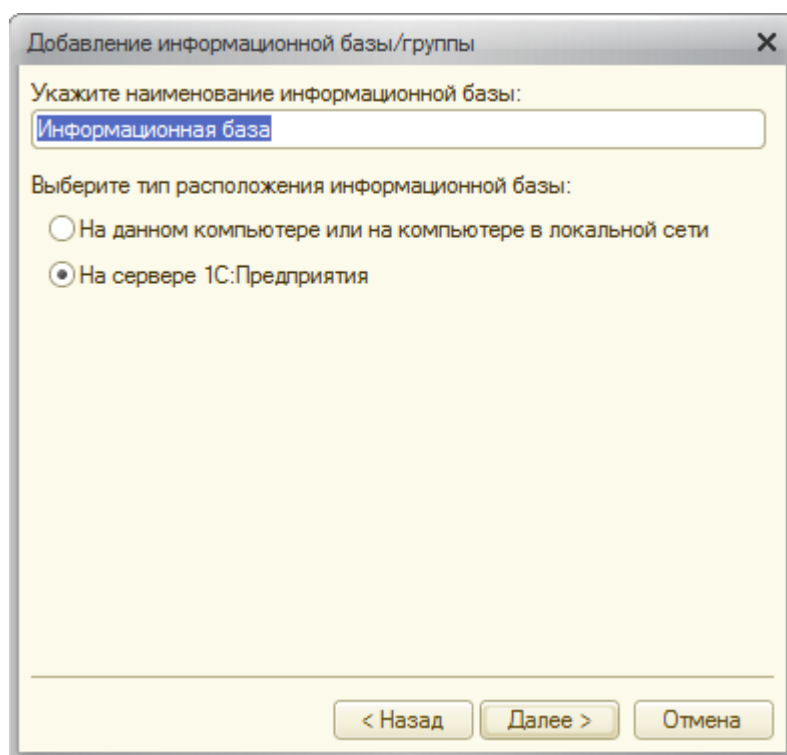 Добавление информационной базы/группы
Укажите наименование информационной базы:
Информационная база
Выберите тип расположения информационной базы:
На данном компьютере или на компьютере в локальной сети
На сервере 1С:Предприятия
< Назад Далее > Отмена